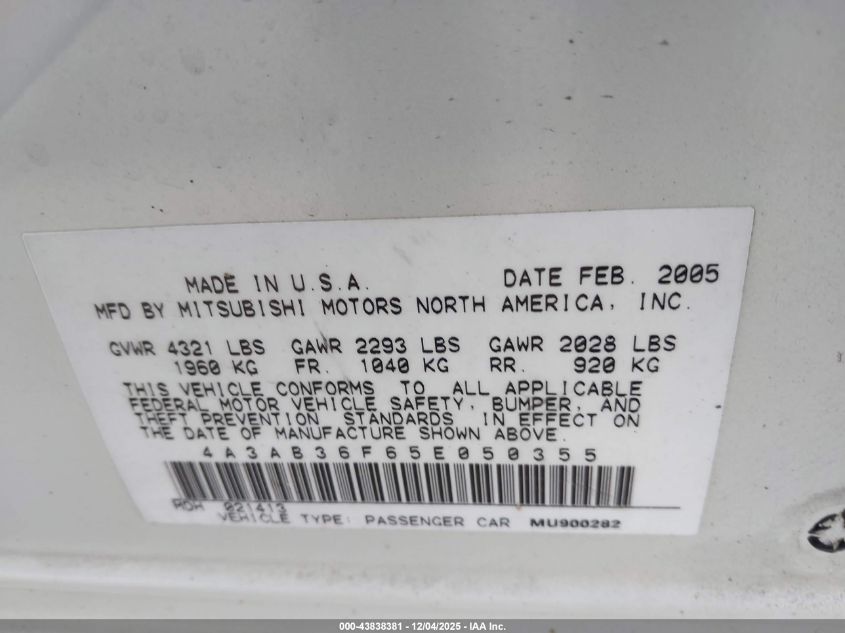 MADE IN U.S.A. DATE FEB. 2005
MFD BY MITSUBISHI MOTORS NORTH AMERICA, INC.
GVWR 4321 LBS GAWR 2293 LBS GAWR 2028 LBS
1960 KG FR. 1040 KG RR. 920 KG
THIS VEHICLE CONFORMS TO ALL APPLICABLE
FEDERAL MOTOR VEHICLE SAFETY, BUMPER, AND
THEFT PREVENTION STANDARDS IN EFFECT ON
THE DATE OF MANUFACTURE SHOWN ABOVE.
4A3AB36F65E050355
021413
VEHICLE TYPE: PASSENGER CAR MU900282
000-43838381 - 12/04/2025 - IAA Inc.